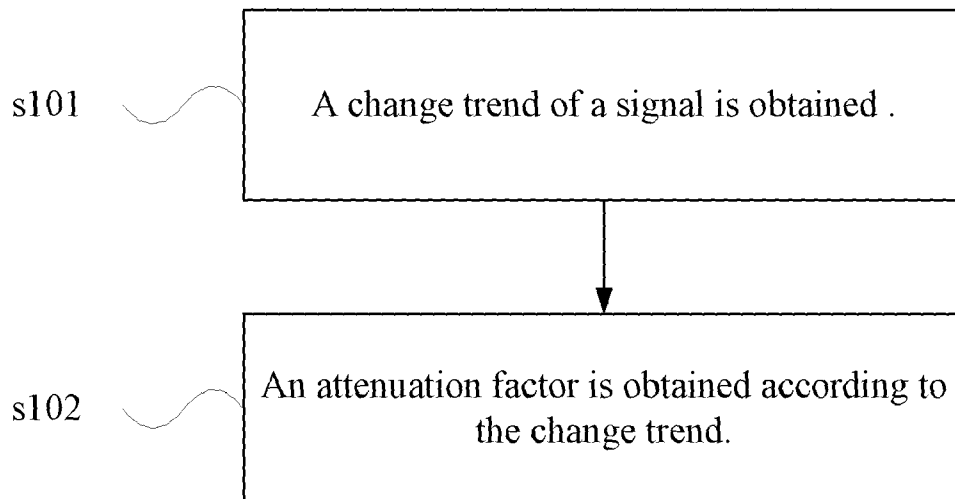 s101
A change trend of a signal is obtained .
s102
An attenuation factor is obtained according to
the change trend.